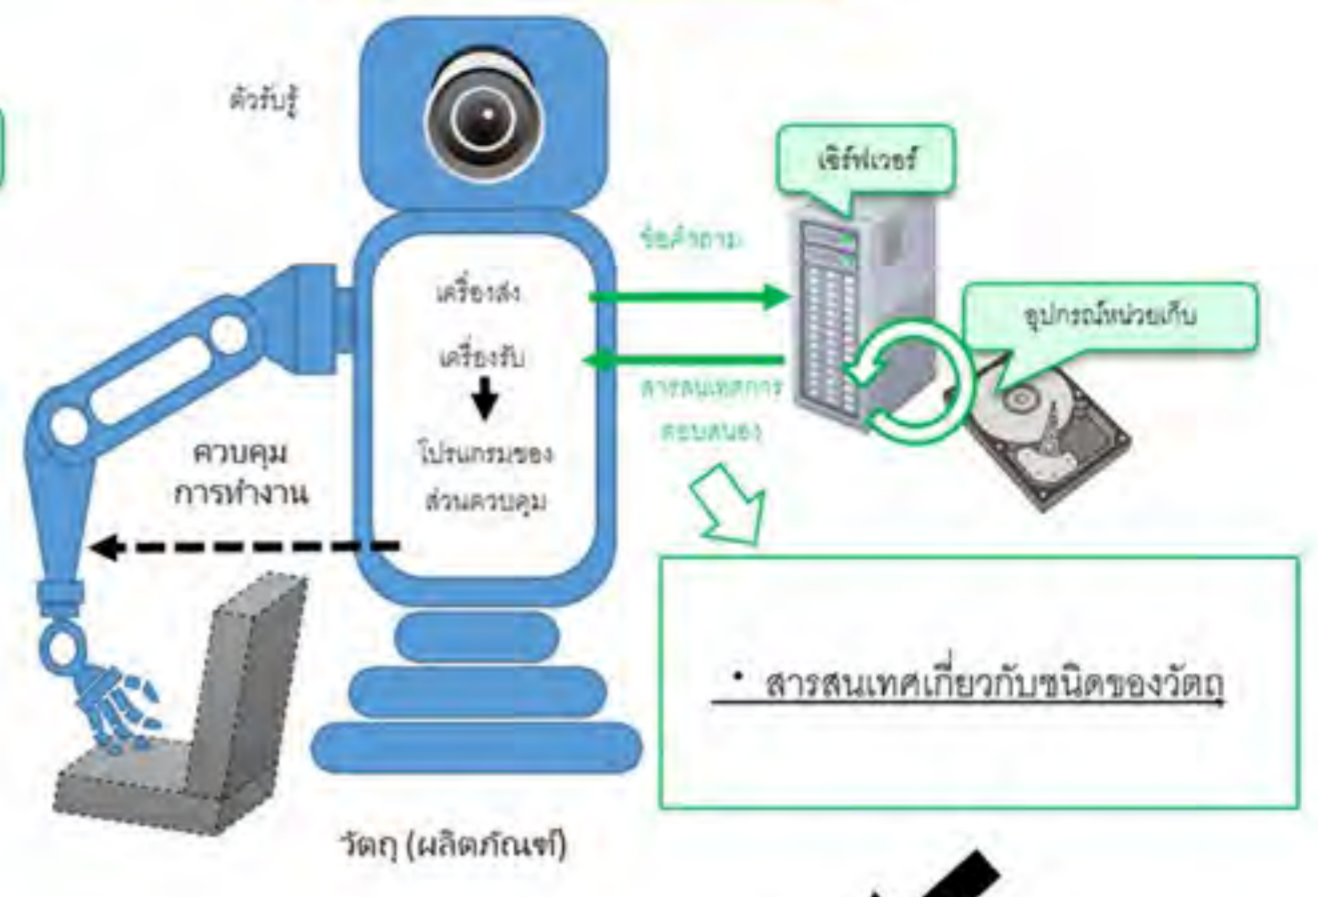 ตัวรับรู้
เซิร์ฟเวอร์
ข้อคำถาม
เครื่องส่ง
อุปกรณ์หน่วยเก็บ
เครื่องรับ
สารสนเทศการ
ตอบสนอง
โปรแกรมของ
ส่วนควบคุม
ควบคุม
การทำงาน
• สารสนเทศเกี่ยวกับชนิดของวัตถุ
วัตถุ (ผลิตภัณฑ์)